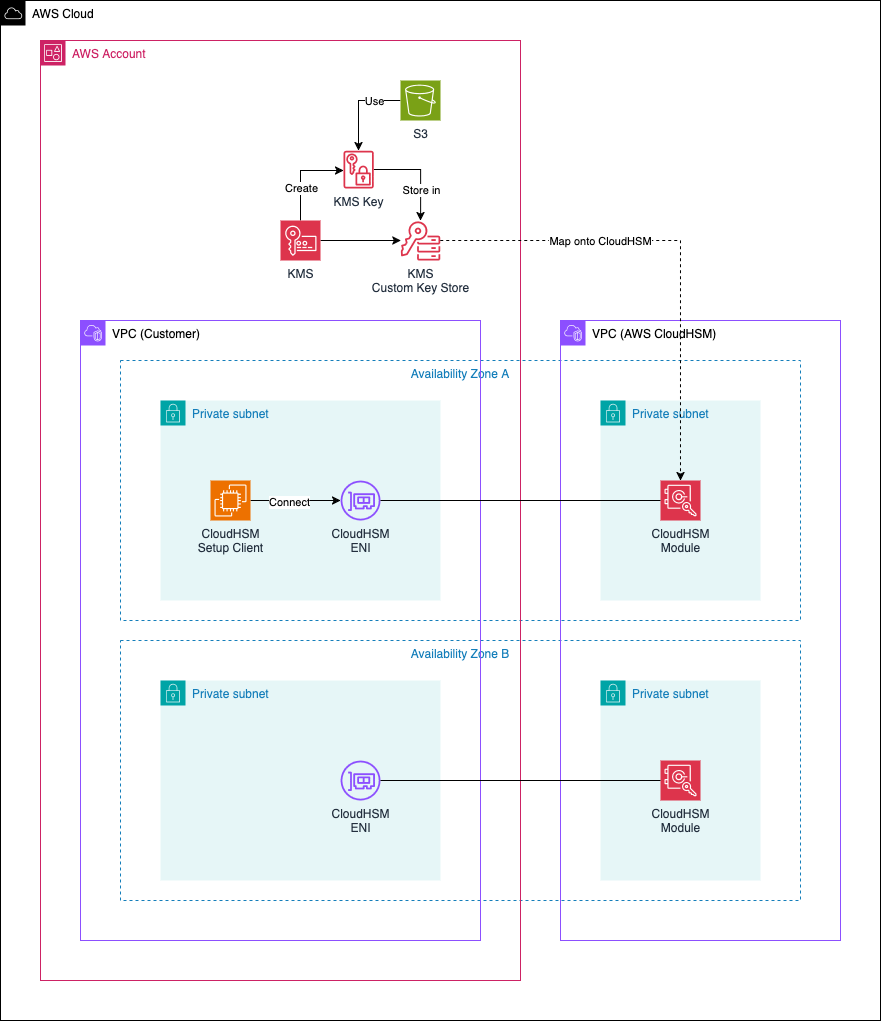 AWS Cloud
AWS Account
Use
S3
Create
KMS Key
Store in
KMS
KMS
Custom Key Store
Map onto CloudHSM
VPC (Customer)
VPC (AWS CloudHSM)
Availability Zone A
Private subnet
Private subnet
Connect
CloudHSM
Setup Client
CloudHSM
ENI
CloudHSM
Module
Availability Zone B
Private subnet
Private subnet
CloudHSM
ENI
CloudHSM
Module